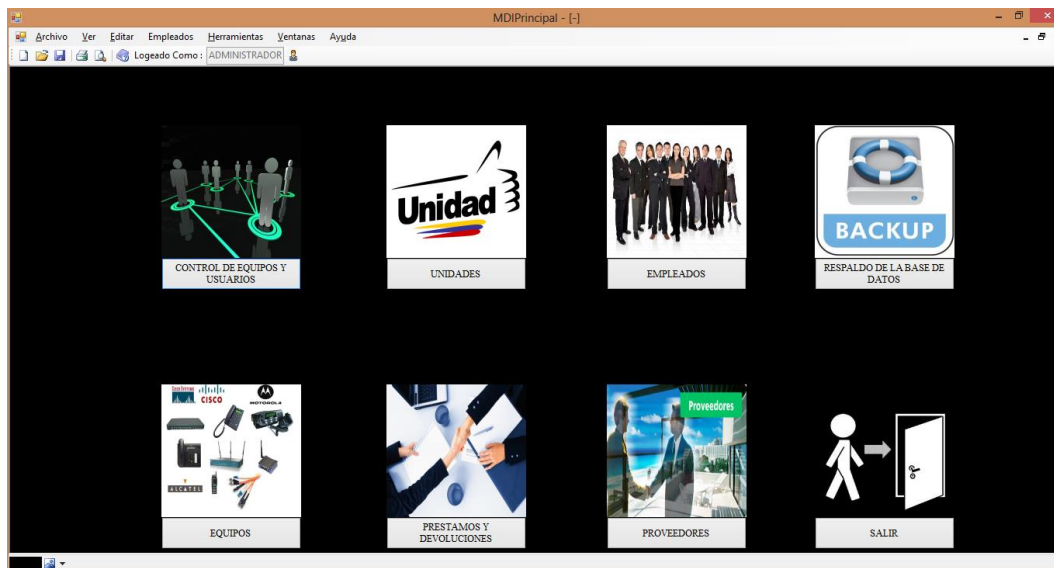 MDIPrincipal - [-]
Archivo Ver Editar Empleados Herramientas Ventanas Ayuda
Logeado Como : ADMINISTRADOR
Unidad
BACKUP
CONTROL DE EQUIPOS Y
USUARIOS
UNIDADES
EMPLEADOS
RESPALDO DE LA BASE DE
DATOS
CISCO
MOTOROLA
ALCATEL
Proveedores
EQUIPOS
PRESTAMOS Y
DEVOLUCIONES
PROVEEDORES
SALIR